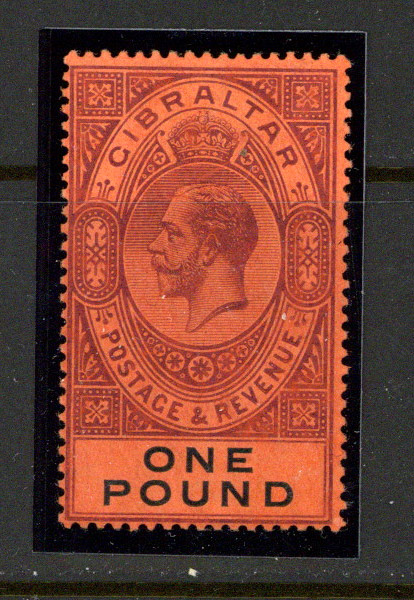 GIBRALTAR
POSTAGE & REVENUE
ONE
POUND